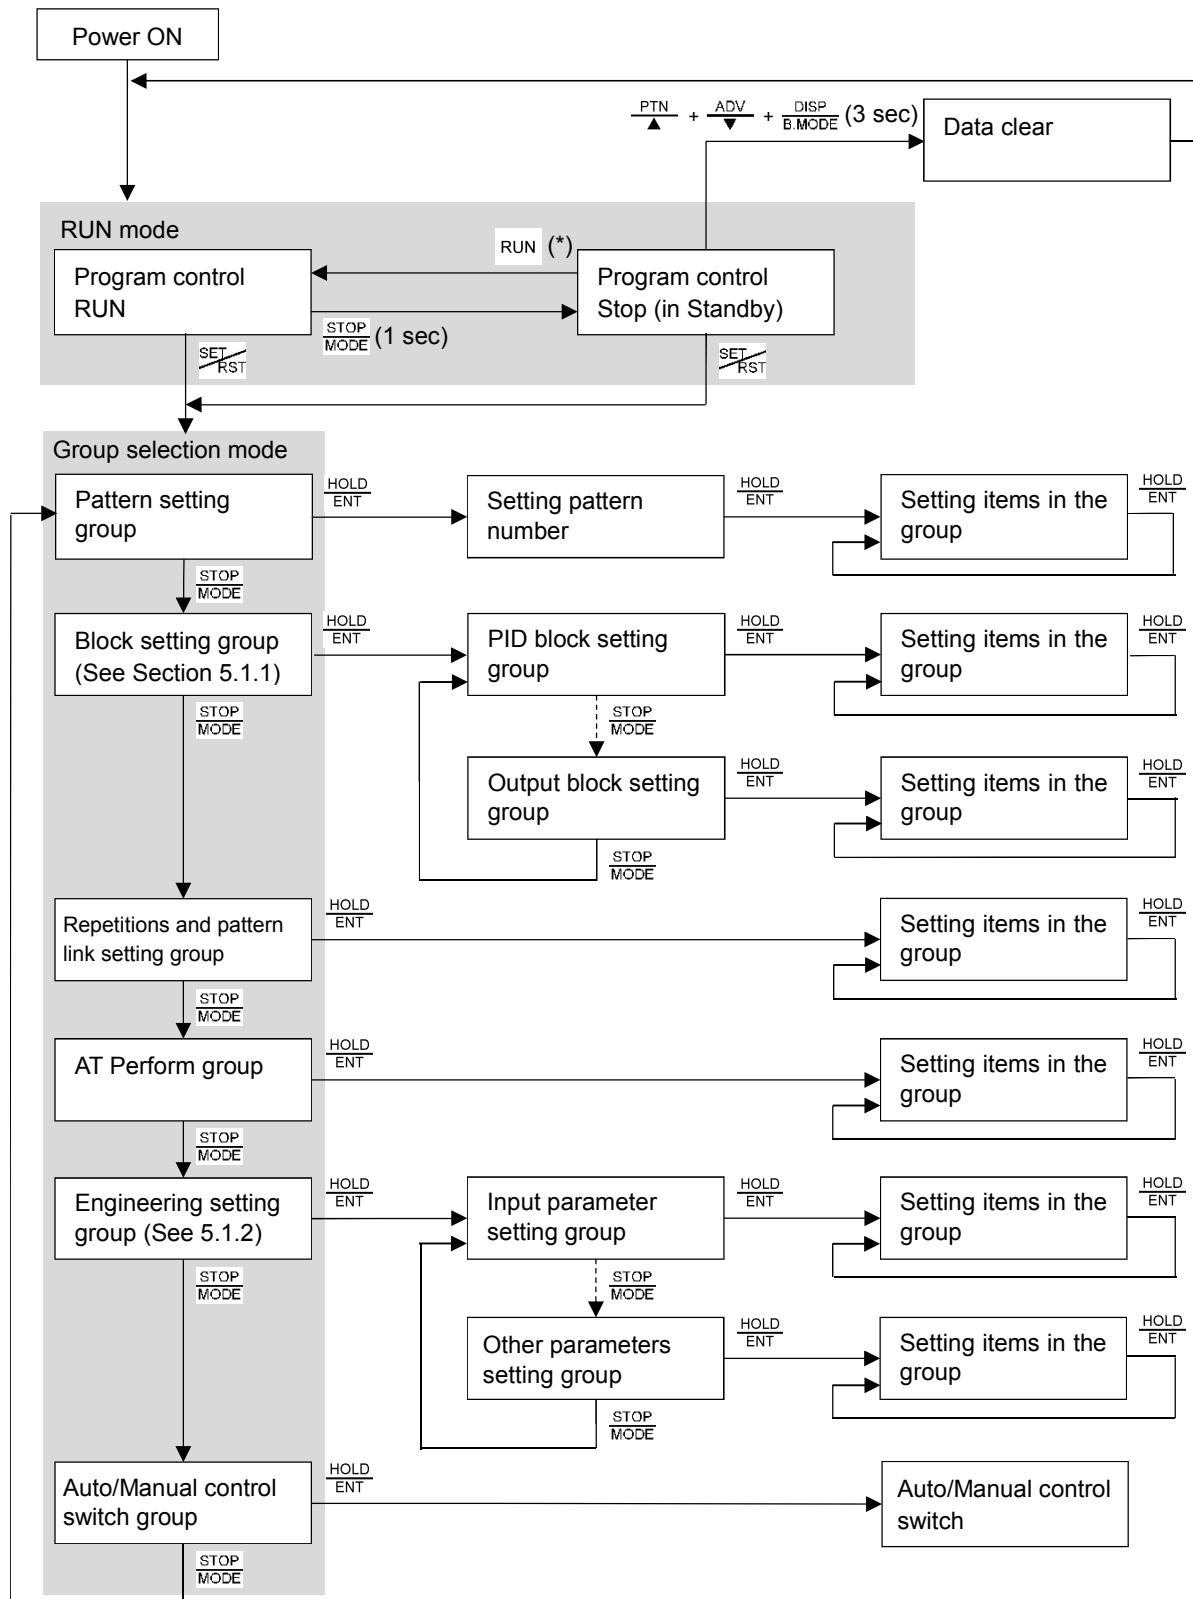 Power ON
PTN
▲ + ADV
▼ + DISP
B.MODE (3 sec)
Data clear
RUN mode
Program control
RUN
RUN (*)
STOP
MODE (1 sec)
Program control
Stop (in Standby)
SET
RST
SET
RST
Group selection mode
Pattern setting
group
HOLD
ENT
Setting pattern
number
HOLD
ENT
Setting items in the
group
HOLD
ENT
STOP
MODE
Block setting group
(See Section 5.1.1)
HOLD
ENT
PID block setting
group
HOLD
ENT
Setting items in the
group
HOLD
ENT
STOP
MODE
STOP
MODE
Output block setting
group
HOLD
ENT
Setting items in the
group
HOLD
ENT
STOP
MODE
Repetitions and pattern
link setting group
HOLD
ENT
Setting items in the
group
HOLD
ENT
STOP
MODE
AT Perform group
HOLD
ENT
Setting items in the
group
HOLD
ENT
STOP
MODE
Engineering setting
group (See 5.1.2)
HOLD
ENT
Input parameter
setting group
HOLD
ENT
Setting items in the
group
HOLD
ENT
STOP
MODE
STOP
MODE
Other parameters
setting group
HOLD
ENT
Setting items in the
group
HOLD
ENT
STOP
MODE
Auto/Manual control
switch group
HOLD
ENT
Auto/Manual control
switch
STOP
MODE